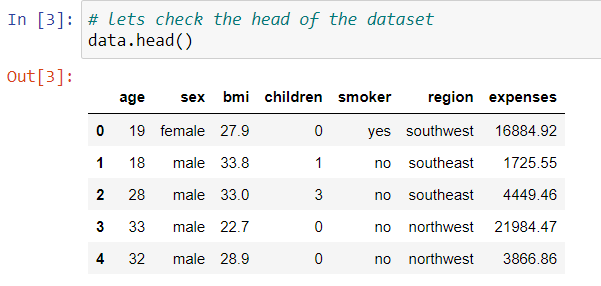 In [3]: # lets check the head of the dataset
data.head()
Out[3]:
age sex bmi children smoker region expenses
0 19 female 27.9 0 yes southwest 16884.92
1 18 male 33.8 1 no southeast 1725.55
2 28 male 33.0 3 no southeast 4449.46
3 33 male 22.7 0 no northwest 21984.47
4 32 male 28.9 0 no northwest 3866.86